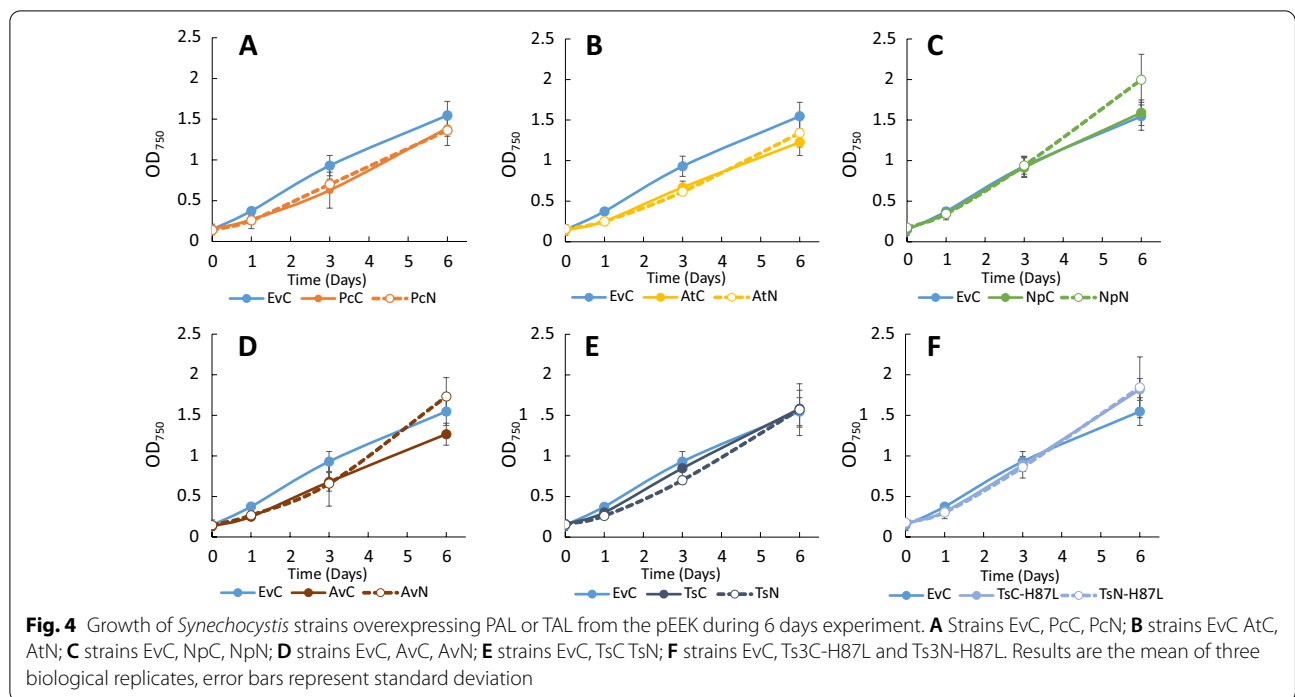 A
2.5
2
1.5
1
0.5
0
OD750
0 1 2 3 4 5 6
Time (Days)
EvC PcC PcN
B
2.5
2
1.5
1
0.5
0
OD750
0 1 2 3 4 5 6
Time (Days)
EvC AtC AtN
C
2.5
2
1.5
1
0.5
0
OD750
0 1 2 3 4 5 6
Time (Days)
EvC NpC NpN
D
2.5
2
1.5
1
0.5
0
OD750
0 1 2 3 4 5 6
Time (Days)
EvC AvC AvN
E
2.5
2
1.5
1
0.5
0
OD750 1
0 1 2 3 4 5 6
Time (Days)
EvC TsC TsN
F
2.5
2
1.5
1
0.5
0
OD750
0 1 2 3 4 5 6
Time (Days)
EvC TsC-H87L TsN-H87L
Fig. 4 Growth of Synechocystis strains overexpressing PAL or TAL from the pEEK during 6 days experiment. A Strains EvC, PcC, PcN; B strains EvC AtC,
AtN; C strains EvC, NpC, NpN; D strains EvC, AvC, AvN; E strains EvC, TsC TsN; F strains EvC, Ts3C-H87L and Ts3N-H87L. Results are the mean of three
biological replicates, error bars represent standard deviation